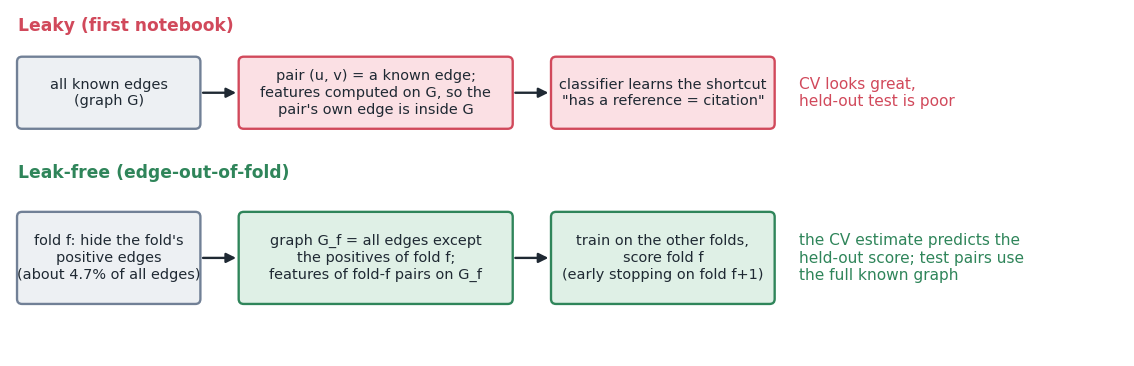 Leaky (first notebook)
all known edges
(graph G)
pair (u, v) = a known edge;
features computed on G, so the
pair's own edge is inside G
classifier learns the shortcut
"has a reference = citation"
CV looks great,
held-out test is poor
Leak-free (edge-out-of-fold)
fold f: hide the fold's
positive edges
(about 4.7% of all edges)
graph G_f = all edges except
the positives of fold f;
features of fold-f pairs on G_f
train on the other folds,
score fold f
(early stopping on fold f+1)
the CV estimate predicts the
held-out score; test pairs use
the full known graph